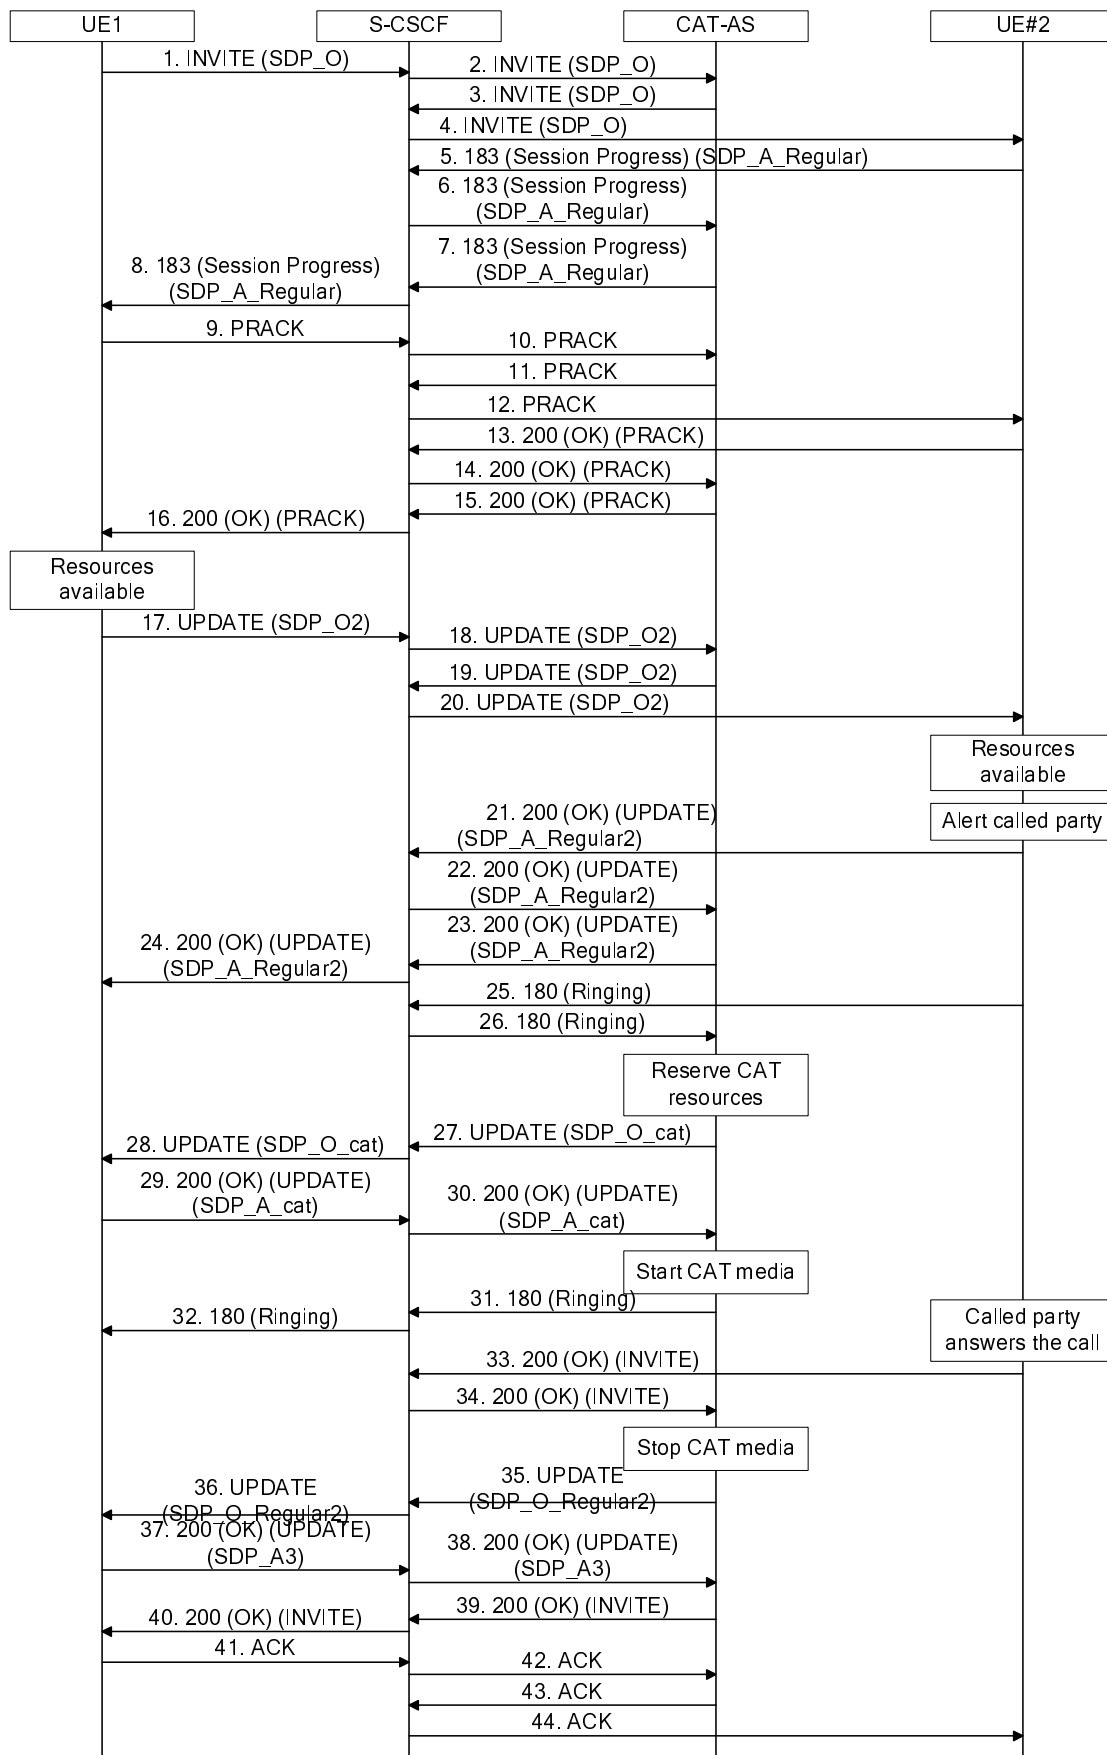 UE1
S-CSCF
CAT-AS
UE#2
1. INVITE (SDP_O)
2. INVITE (SDP_O)
3. INVITE (SDP_O)
4. INVITE (SDP_O)
5. 183 (Session Progress) (SDP_A_Regular)
6. 183 (Session Progress)
(SDP_A_Regular)
7. 183 (Session Progress)
(SDP_A_Regular)
8. 183 (Session Progress)
(SDP_A_Regular)
9. PRACK
10. PRACK
11. PRACK
12. PRACK
13. 200 (OK) (PRACK)
14. 200 (OK) (PRACK)
15. 200 (OK) (PRACK)
16. 200 (OK) (PRACK)
Resources
available
17. UPDATE (SDP_O2)
18. UPDATE (SDP_O2)
19. UPDATE (SDP_O2)
20. UPDATE (SDP_O2)
Resources
available
Alert called party
21. 200 (OK) (UPDATE)
(SDP_A_Regular2)
22. 200 (OK) (UPDATE)
(SDP_A_Regular2)
23. 200 (OK) (UPDATE)
(SDP_A_Regular2)
24. 200 (OK) (UPDATE)
(SDP_A_Regular2)
25. 180 (Ringing)
26. 180 (Ringing)
Reserve CAT
resources
27. UPDATE (SDP_O_cat)
28. UPDATE (SDP_O_cat)
29. 200 (OK) (UPDATE)
(SDP_A_cat)
30. 200 (OK) (UPDATE)
(SDP_A_cat)
Start CAT media
31. 180 (Ringing)
32. 180 (Ringing)
Called party
answers the call
33. 200 (OK) (INVITE)
34. 200 (OK) (INVITE)
Stop CAT media
35. UPDATE
(SDP_O_Regular2)
36. UPDATE
(SDP_O_Regular2)
37. 200 (OK) (UPDATE)
(SDP_A3)
38. 200 (OK) (UPDATE)
(SDP_A3)
39. 200 (OK) (INVITE)
40. 200 (OK) (INVITE)
41. ACK
42. ACK
43. ACK
44. ACK